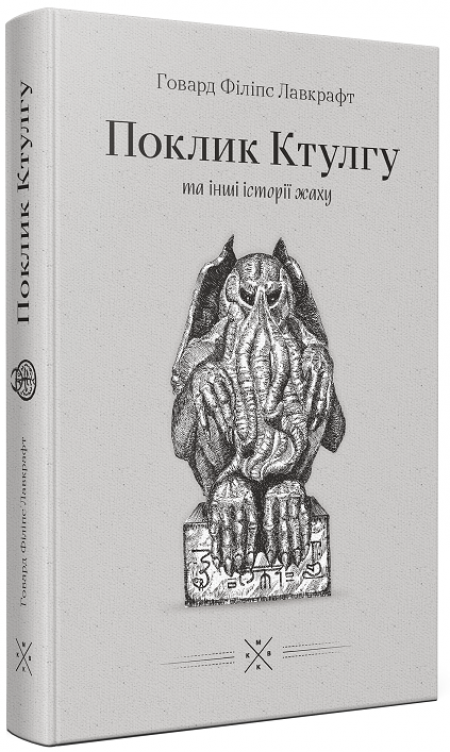 Говард Філіпс Лавкрафт
Поклик Ктулгу
та інші історії жаху
М
К В
К
Поклик Ктулгу
Говард Філіпс Лавкрафт
М
К В
К